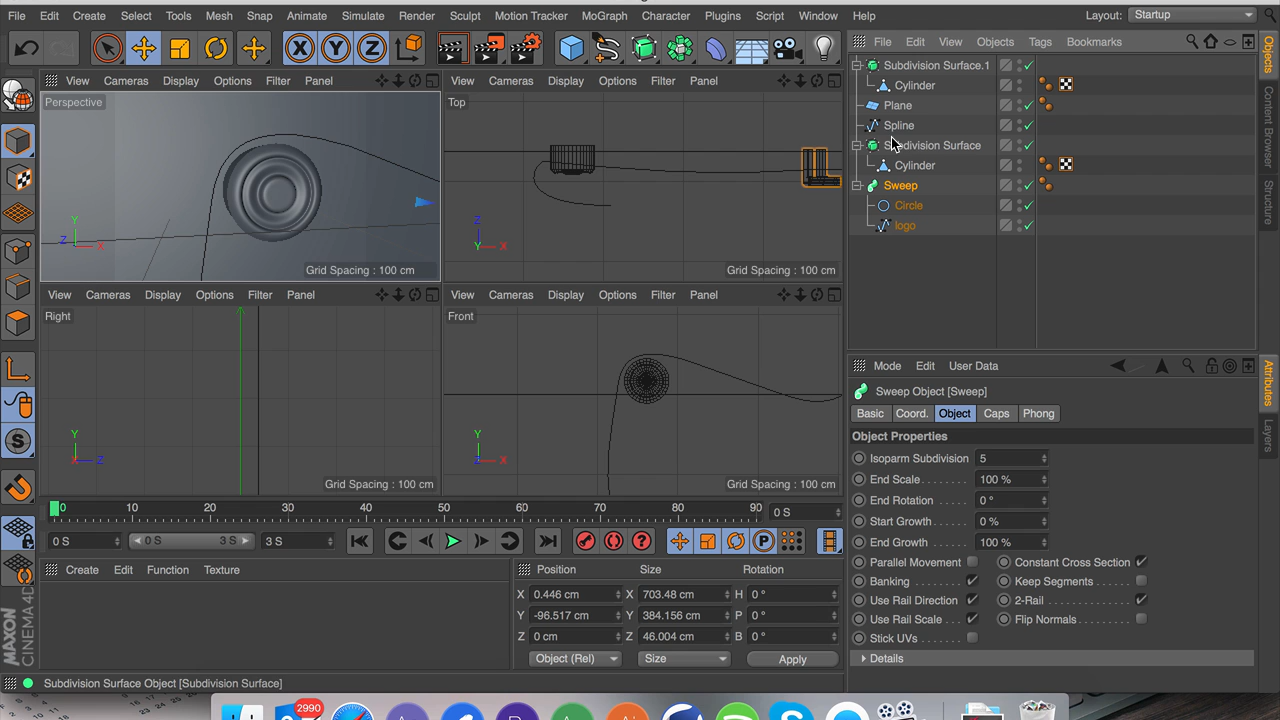 File Edit Create Select Tools Mesh Snap Animate Simulate Render Sculpt Motion Tracker MoGraph Character Plugins Script Window Help Layout: Startup
X Y Z
View Cameras Display Options Filter Panel
Perspective
Y
Z X
Grid Spacing : 100 cm
View Cameras Display Options Filter Panel
Top
Z
Y X
Grid Spacing : 100 cm
View Cameras Display Options Filter Panel
Right
Y
X Z
Grid Spacing : 100 cm
View Cameras Display Options Filter Panel
Front
Y
Z X
Grid Spacing : 100 cm
File Edit View Objects Tags Bookmarks
Subdivision Surface.1
Cylinder
Plane
Spline
Subdivision Surface
Cylinder
Sweep
Circle
logo
Objects
Content Browser
Structure
Mode Edit User Data
Sweep Object [Sweep]
Basic Coord. Object Caps Phong
Object Properties
Isoparm Subdivision 5
End Scale . . . . . . . . 100 %
End Rotation . . . . . . 0 °
Start Growth . . . . . . 0 %
End Growth . . . . . . . 100 %
Parallel Movement Constant Cross Section
Banking . . . . . . . . . . Keep Segments . . . . .
Use Rail Direction 2-Rail . . . . . . . . . . . . .
Use Rail Scale . . . . Flip Normals . . . . . . .
Stick UVs . . . . . . . .
Details
Attributes
Layers
0 10 20 30 40 50 60 70 80 90 0 S
0 S 0 S 3 S 3 S
P
Create Edit Function Texture
Position Size Rotation
X 0.446 cm X 703.48 cm H 0 °
Y -96.517 cm Y 384.156 cm P 0 °
Z 0 cm Z 46.004 cm B 0 °
Object (Rel) Size Apply
MAXON CINEMA 4D
Subdivision Surface Object [Subdivision Surface]
2990